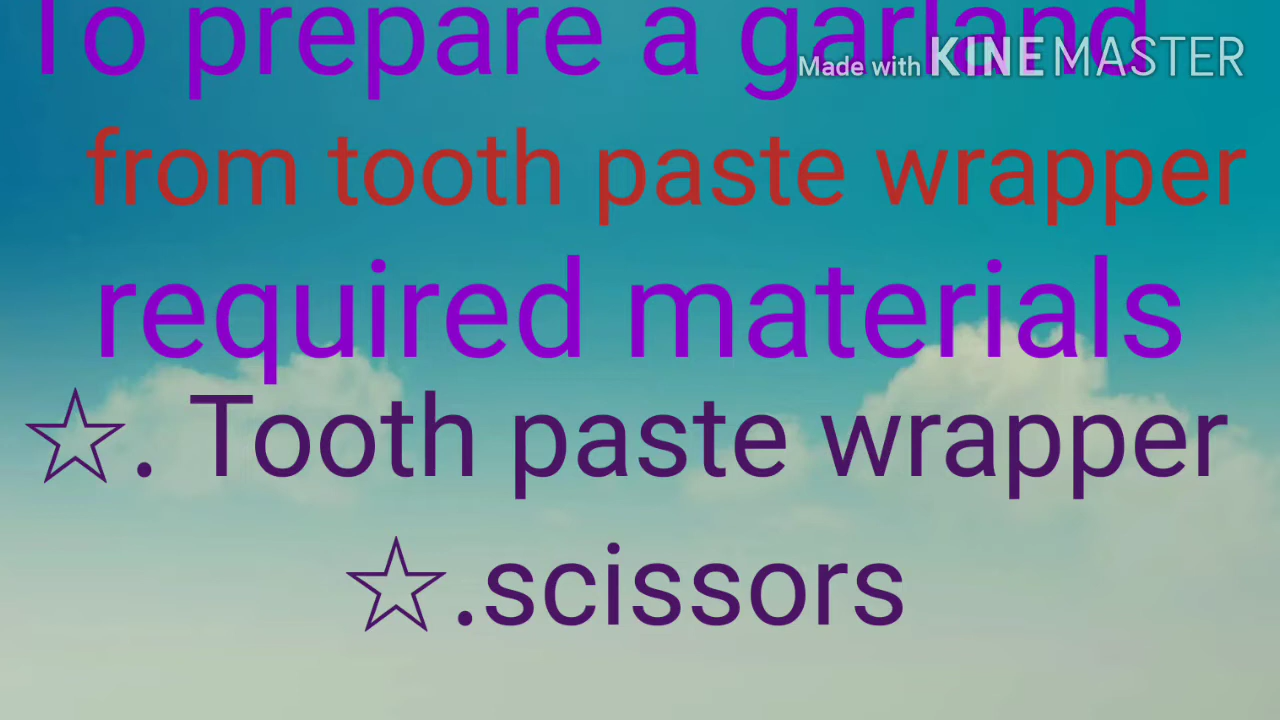 To prepare a garland
Made with KINEMASTER
from tooth paste wrapper
required materials
☆. Tooth paste wrapper
☆.scissors